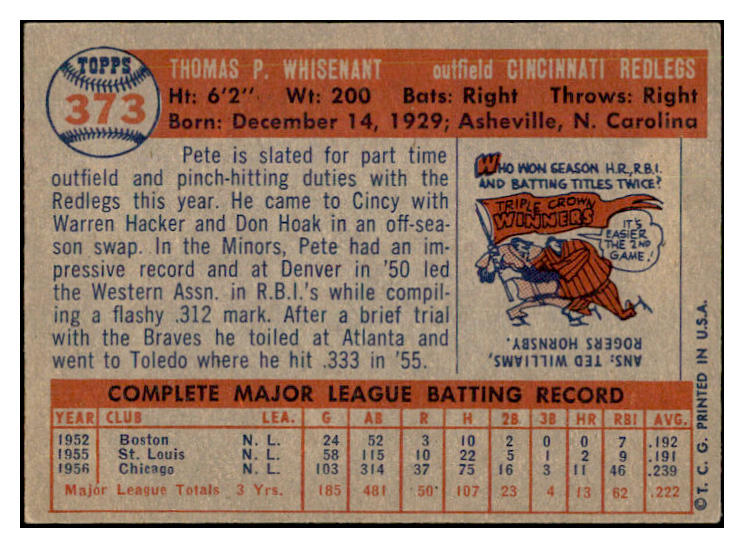 TOPPS
373
THOMAS P. WHISENANT outfield CINCINNATI REDLEGS
Ht: 6'2" Wt: 200 Bats: Right Throws: Right
Born: December 14, 1929; Asheville, N. Carolina
Pete is slated for part time
outfield and pinch-hitting duties with the
Redlegs this year. He came to Cincy with
Warren Hacker and Don Hoak in an off-sea-
son swap. In the Minors, Pete had an im-
pressive record and at Denver in '50 led
the Western Assn. in R.B.I.'s while compil-
ing a flashy .312 mark. After a brief trial
with the Braves he toiled at Atlanta and
went to Toledo where he hit .333 in '55.
WHO WON SEASON H.R., R.B.I.
AND BATTING TITLES TWICE?
TRIPLE CROWN
WINNERS
IT'S
EASIER
THE 2ND
GAME!
ANS: TED WILLIAMS,
ROGERS HORNSBY.
COMPLETE MAJOR LEAGUE BATTING RECORD
YEAR CLUB LEA. G AB R H 2B 3B HR RBI AVG.
1952 Boston N. L. 24 52 3 10 2 0 0 7 .192
1955 St. Louis N. L. 58 115 10 22 5 1 2 9 .191
1956 Chicago N. L. 103 314 37 75 16 3 11 46 .239
Major League Totals 3 Yrs. 185 481 50 107 23 4 13 62 .222
©T. C. G. PRINTED IN U.S.A.